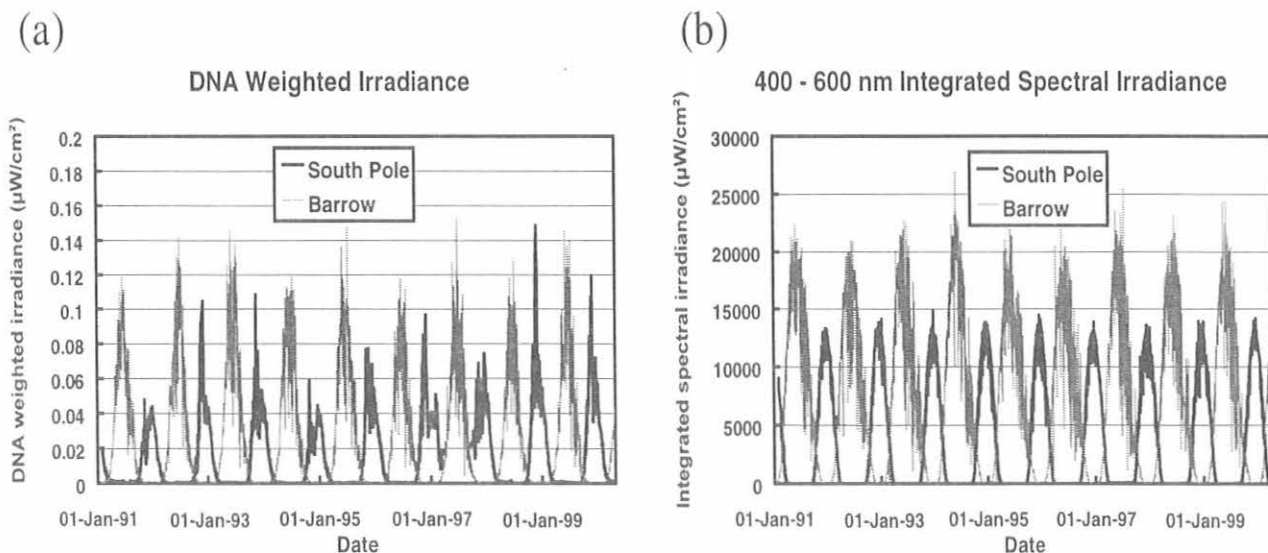 (a)
DNA Weighted Irradiance
DNA weighted irradiance (µW/cm²)
0.2
0.18
0.16
0.14
0.12
0.1
0.08
0.06
0.04
0.02
0
South Pole
Barrow
01-Jan-91
01-Jan-93
01-Jan-95
01-Jan-97
01-Jan-99
Date
(b)
400 - 600 nm Integrated Spectral Irradiance
Integrated spectral irradiance (µW/cm²)
30000
25000
20000
15000
10000
5000
0
South Pole
Barrow
01-Jan-91
01-Jan-93
01-Jan-95
01-Jan-97
01-Jan-99
Date